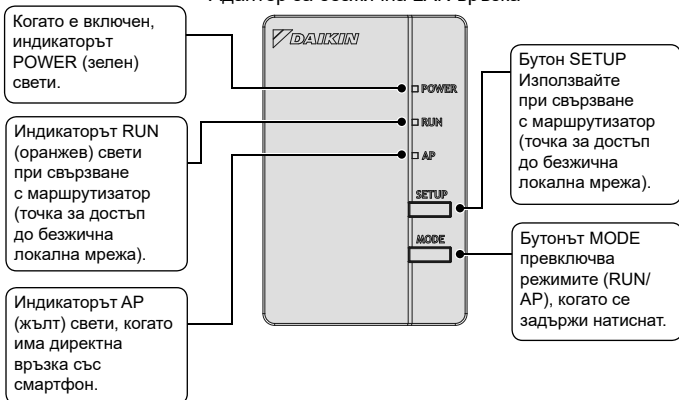 Адаптер за безжична LAN връзка
Когато е включен,
индикаторът
POWER (зелен)
свети.
Индикаторът RUN
(оранжев) свети
при свързване
с маршрутизатор
(точка за достъп
до безжична
локална мрежа).
Индикаторът AP
(жълт) свети, когато
има директна
връзка със
смартфон.
DAIKIN
POWER
RUN
AP
SETUP
MODE
Бутон SETUP
Използвайте
при свързване
с маршрутизатор
(точка за достъп
до безжична
локална мрежа).
Бутонът MODE
превключва
режимите (RUN/
AP), когато се
задържи натиснат.